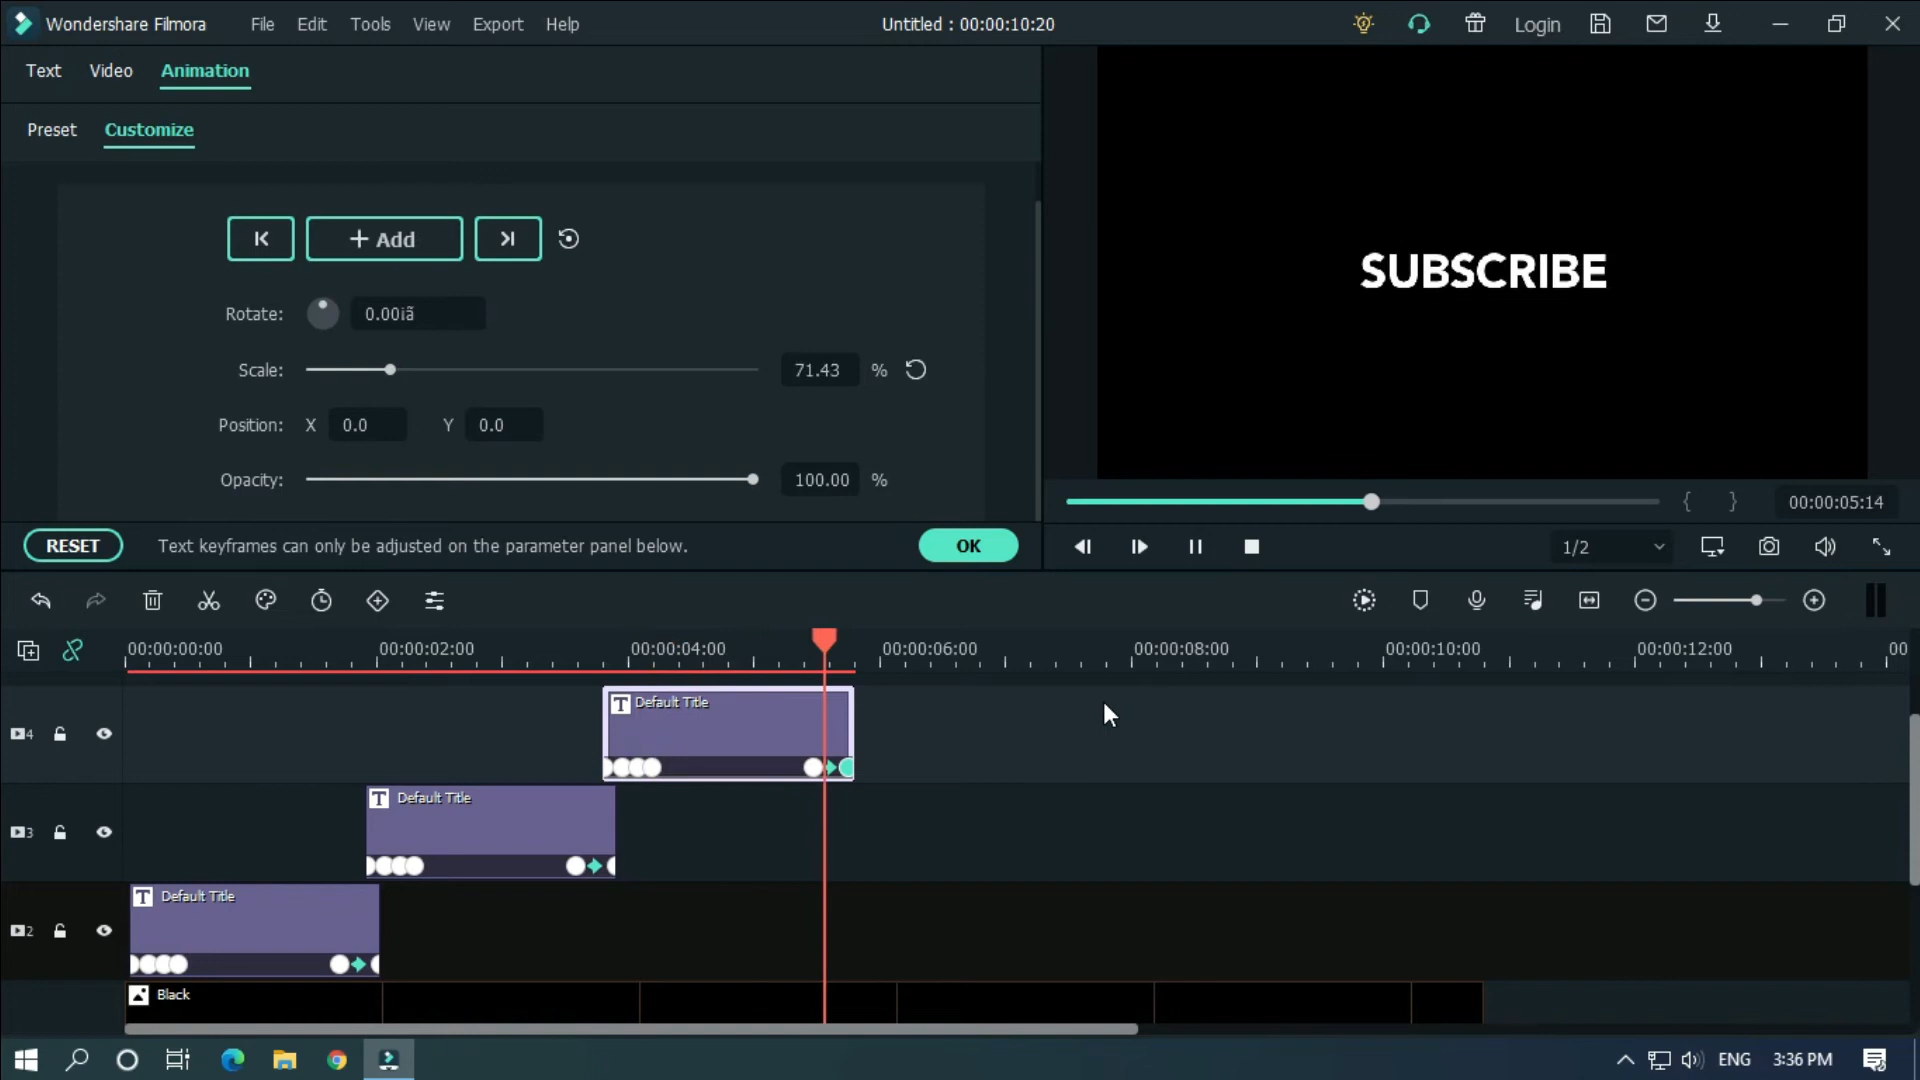 Wondershare Filmora File Edit Tools View Export Help Untitled : 00:00:10:20 Login
Text Video Animation
Preset Customize
Add
Rotate: 0.00iã
Scale: 71.43 %
Position: X 0.0 Y 0.0
Opacity: 100.00 %
RESET Text keyframes can only be adjusted on the parameter panel below. OK
SUBSCRIBE
{ } 00:00:05:14
1/2
00:00:00:00 00:00:02:00 00:00:04:00 00:00:06:00 00:00:08:00 00:00:10:00 00:00:12:00 00
4 T Default Title
3 T Default Title
2 T Default Title
Black
ENG 3:36 PM